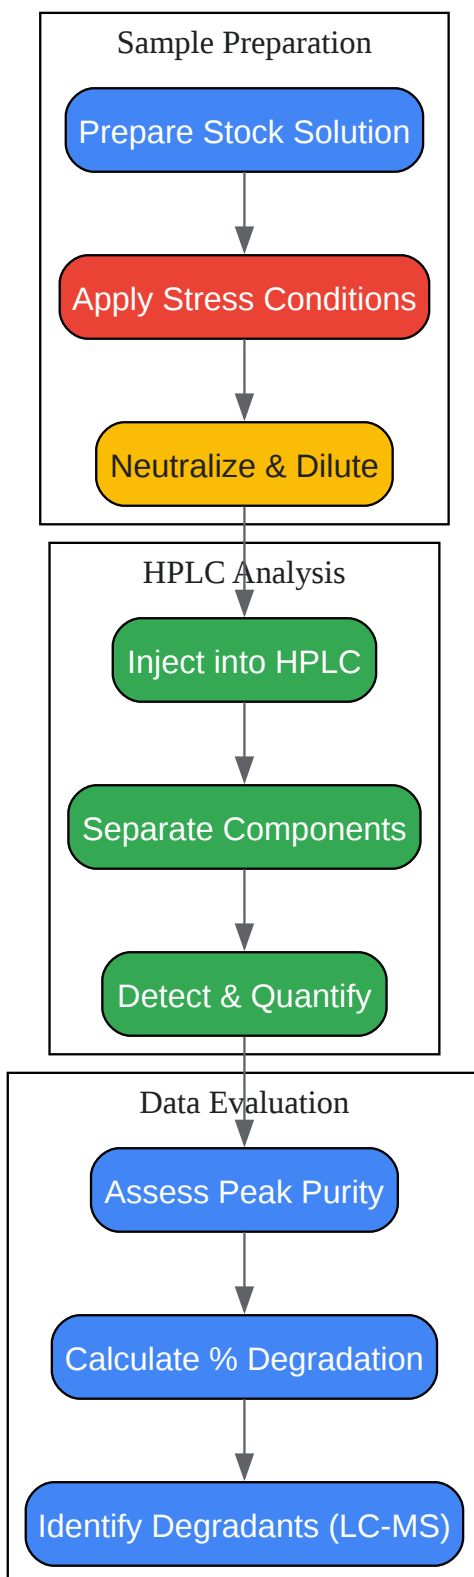 Sample Preparation
Prepare Stock Solution
Apply Stress Conditions
Neutralize & Dilute
HPLC Analysis
Inject into HPLC
Separate Components
Detect & Quantify
Data Evaluation
Assess Peak Purity
Calculate % Degradation
Identify Degradants (LC-MS)